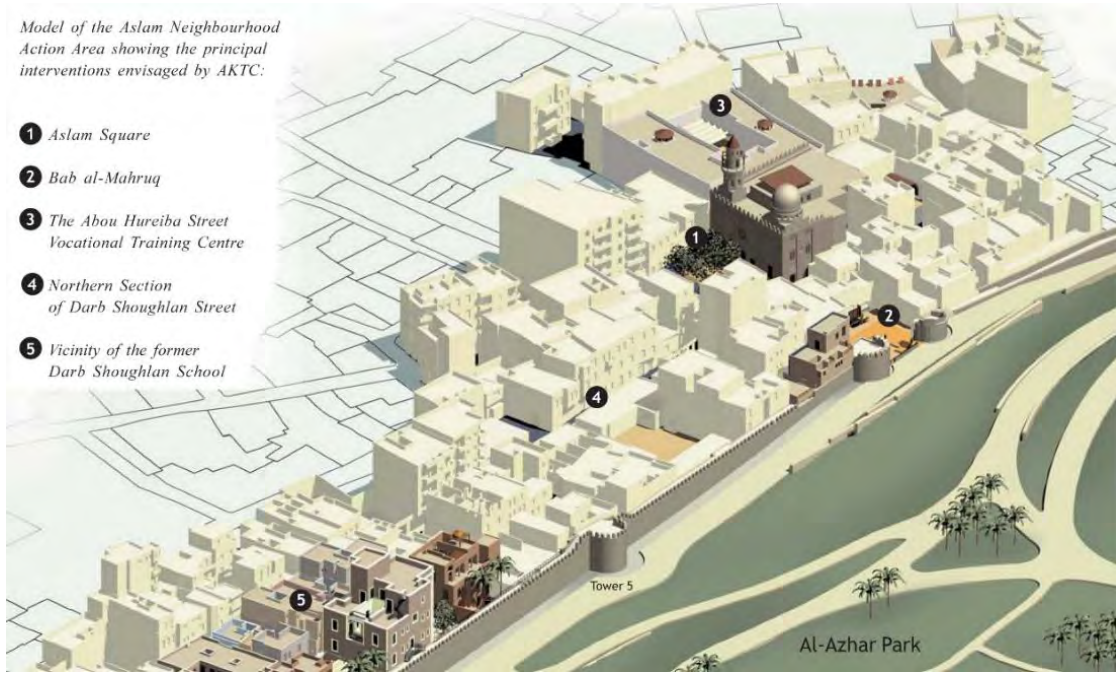 Model of the Aslam Neighbourhood
Action Area showing the principal
interventions envisaged by AKTC:
1 Aslam Square
2 Bab al-Mahruq
3 The Abou Hureiba Street
Vocational Training Centre
4 Northern Section
of Darb Shoughlan Street
5 Vicinity of the former
Darb Shoughlan School
3
1
2
4
5
Tower 5
Al-Azhar Park